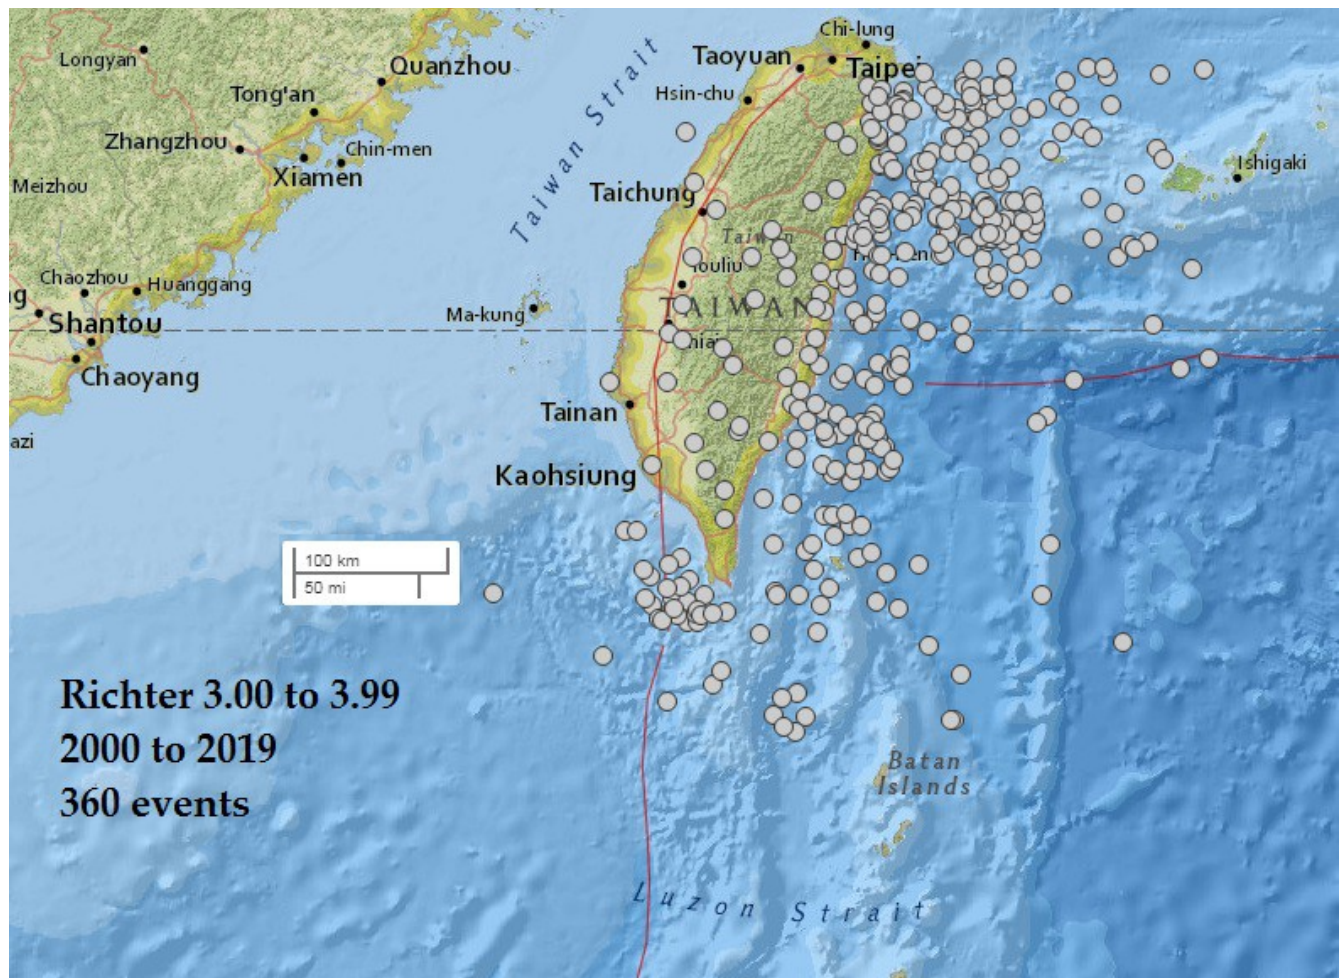 Chi-lung
Longyan
Quanzhou
Taoyuan
Taipei
Tong'an
Hsin-chu
Taiwan Strait
Zhangzhou
Chin-men
Xiamen
Ishigaki
Meizhou
Taichung
Taiwan
Chaozhou
Huanggang
Ma-kung
TAIWAN
Shantou
Chaoyang
Tainan
azi
Kaohsiung
100 km
50 mi
Richter 3.00 to 3.99
2000 to 2019
360 events
Batan
Islands
Luzon Strait